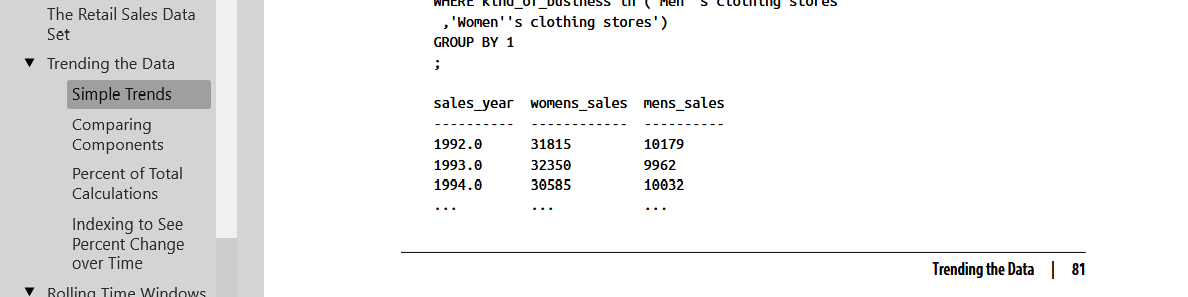 The Retail Sales Data
Set
▼ Trending the Data
Simple Trends
Comparing
Components
Percent of Total
Calculations
Indexing to See
Percent Change
over Time
▼ Rolling Time Windows
WHERE kind_of_business in ('Men''s clothing stores'
,'Women''s clothing stores')
GROUP BY 1
;
sales_year womens_sales mens_sales
---------- ------------ ----------
1992.0 31815 10179
1993.0 32350 9962
1994.0 30585 10032
... ... ...
Trending the Data | 81